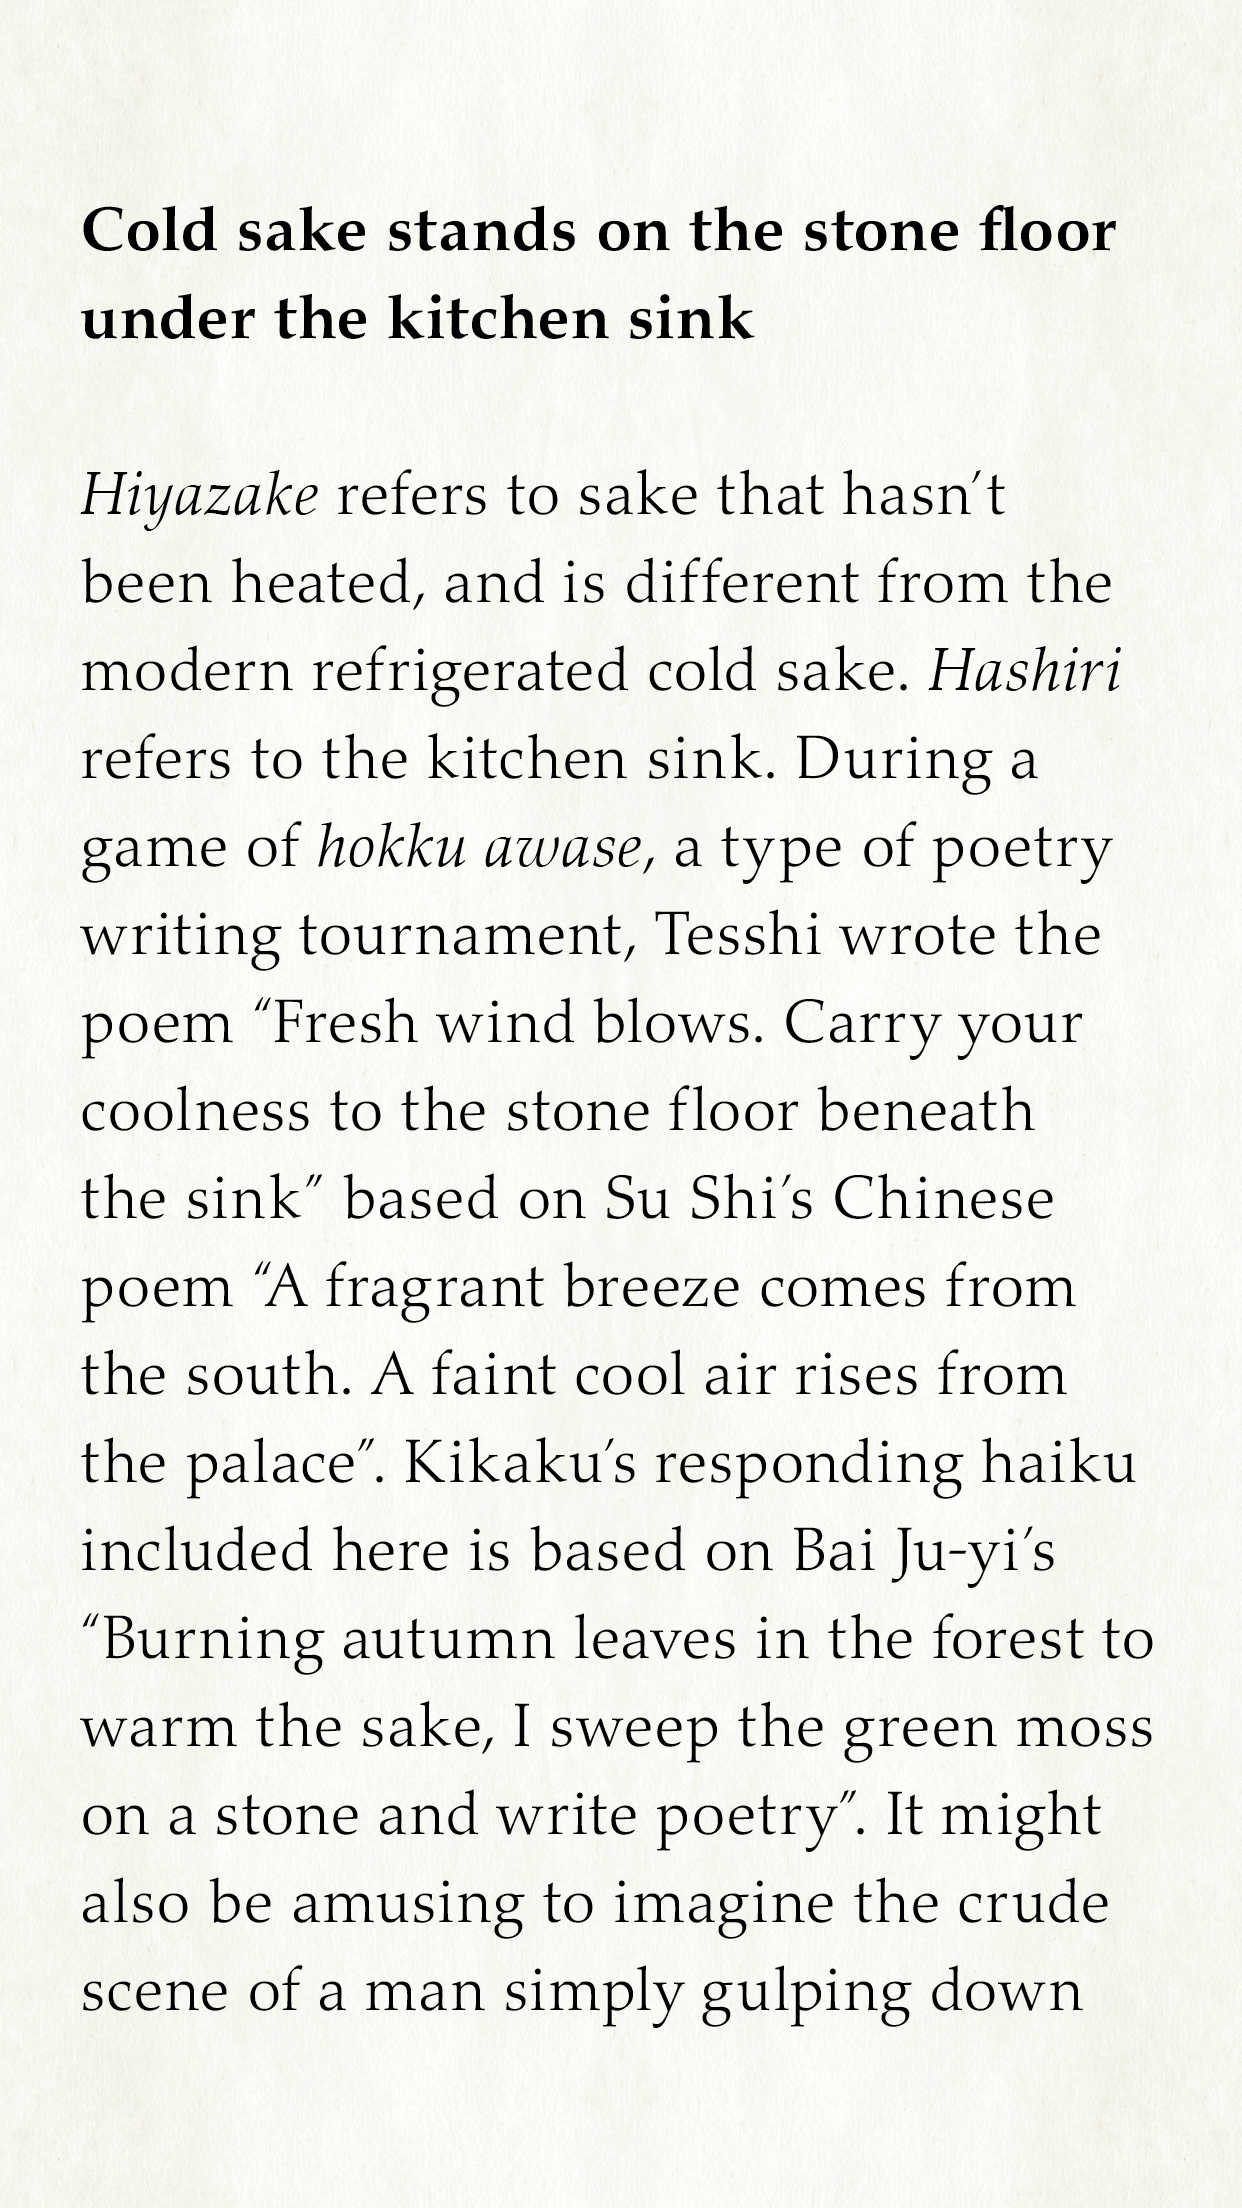 Cold sake stands on the stone floor
under the kitchen sink
Hiyazake refers to sake that hasn’t
been heated, and is different from the
modern refrigerated cold sake. Hashiri
refers to the kitchen sink. During a
game of hokku awase, a type of poetry
writing tournament, Tesshi wrote the
poem “Fresh wind blows. Carry your
coolness to the stone floor beneath
the sink” based on Su Shi’s Chinese
poem “A fragrant breeze comes from
the south. A faint cool air rises from
the palace”. Kikaku’s responding haiku
included here is based on Bai Ju-yi’s
“Burning autumn leaves in the forest to
warm the sake, I sweep the green moss
on a stone and write poetry”. It might
also be amusing to imagine the crude
scene of a man simply gulping down